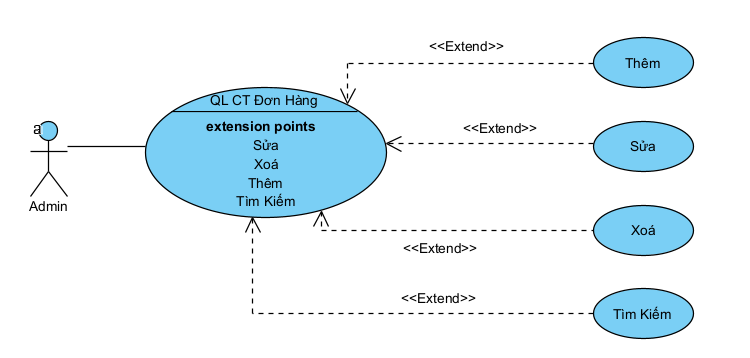 <<Extend>>
Thêm
QL CT Đơn Hàng
a
extension points
<<Extend>>
Sửa
Sửa
Xoá
Thêm
Tìm Kiếm
Admin
Xoá
<<Extend>>
<<Extend>>
Tìm Kiếm